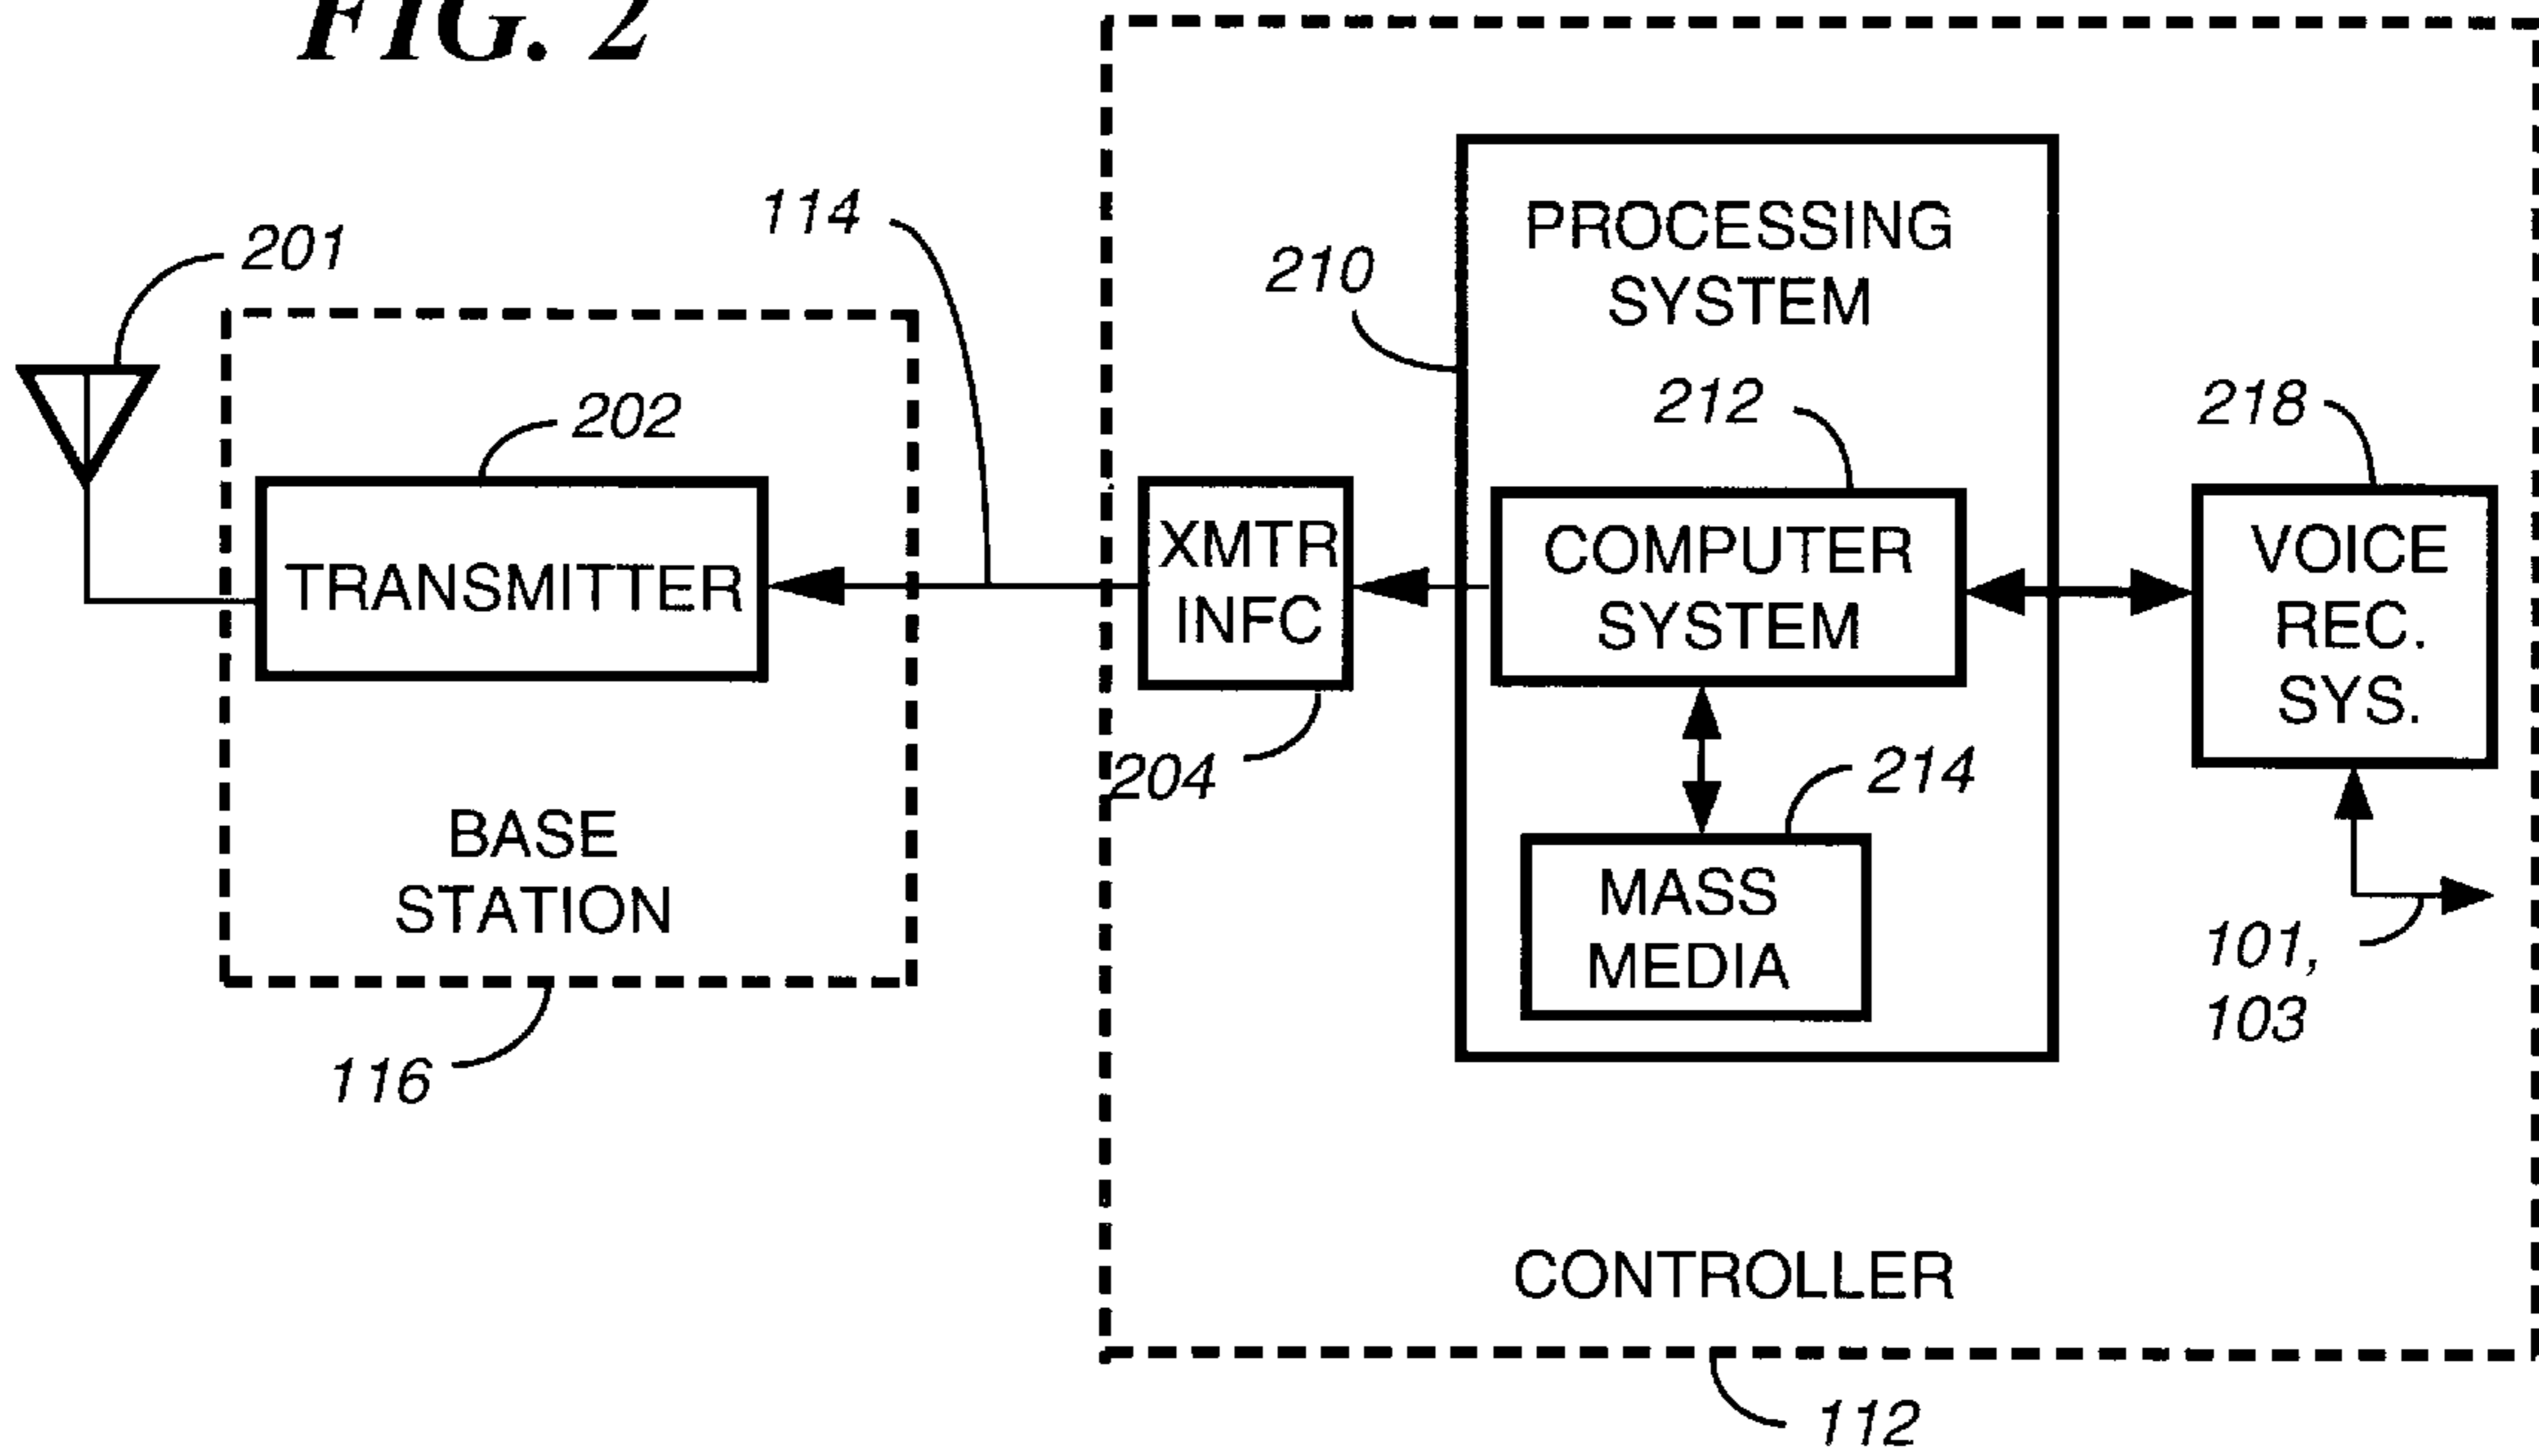 FIG. 2
201
114
202
TRANSMITTER
BASE
STATION
116
XMTR
INFC
204
210
PROCESSING
SYSTEM
212
COMPUTER
SYSTEM
214
MASS
MEDIA
218
VOICE
REC.
SYS.
101,
103
CONTROLLER
112